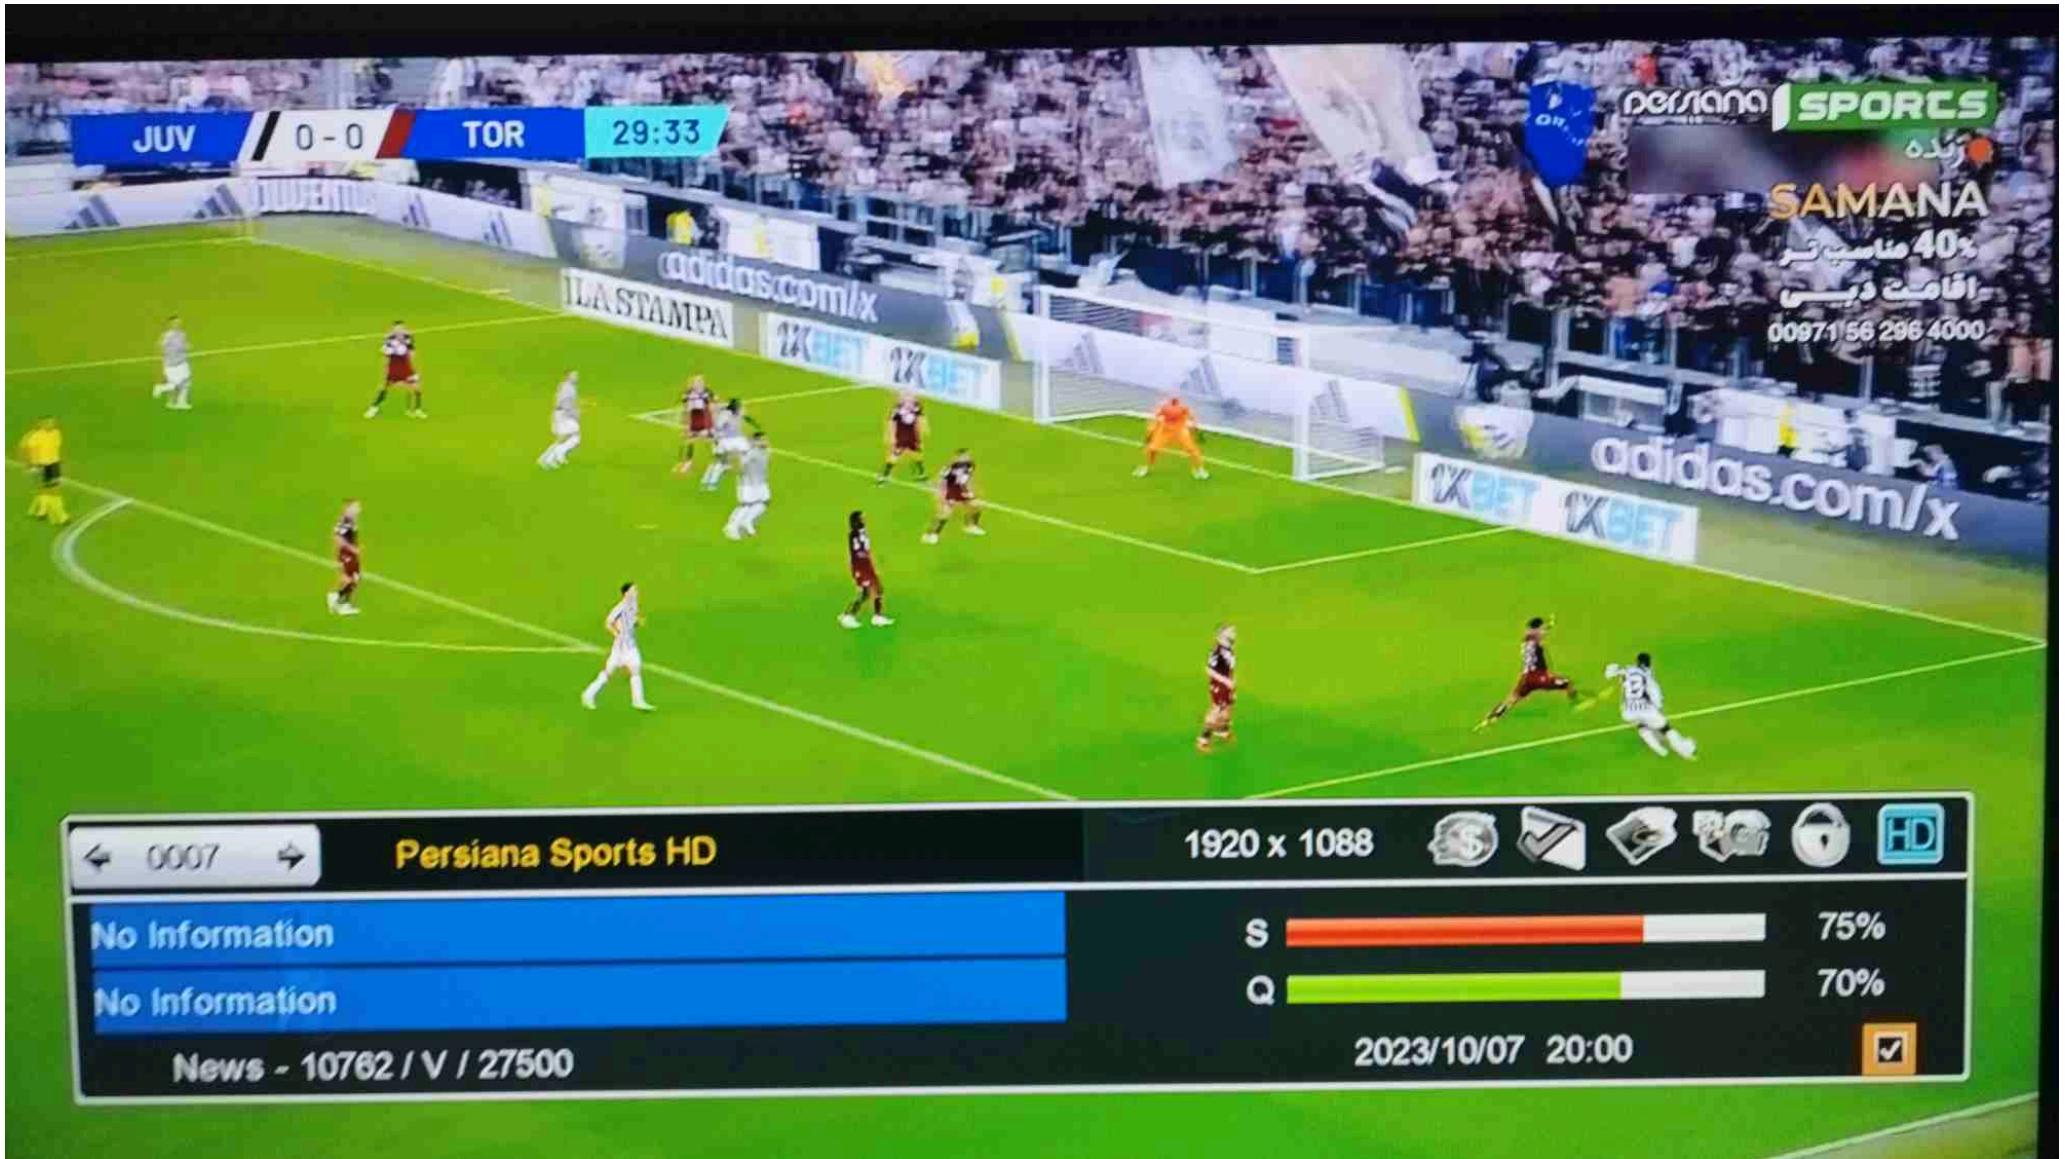 JUV 0 - 0 TOR 29:33
persiana SPORTS
زنده
SAMANA
40% مناسب تر
اقامت دبـــی
00971 56 296 4000
adidas.com/x
LA STAMPA
1XBET 1XBET
adidas.com/x
1XBET 1XBET
0007
Persiana Sports HD
1920 x 1088
HD
No Information
S 75%
No Information
Q 70%
News - 10762 / V / 27500
2023/10/07 20:00